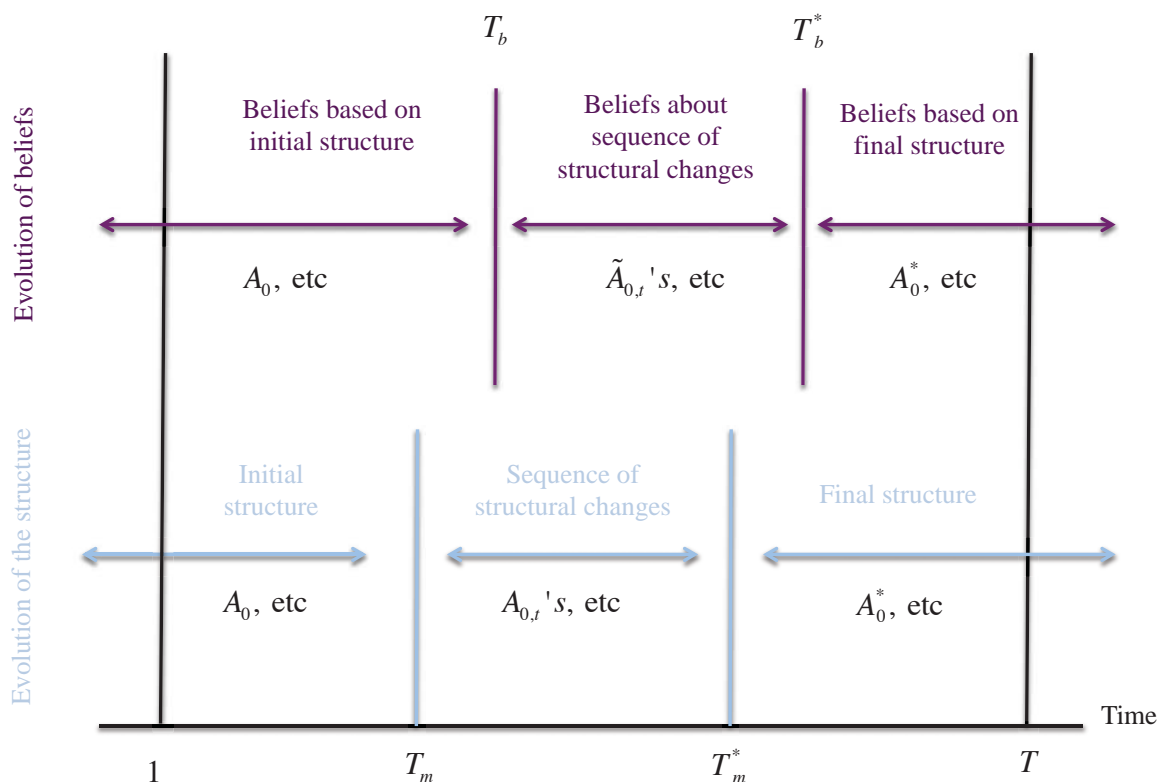 T_b
T_b^*
Evolution of beliefs
Beliefs based on
initial structure
Beliefs about
sequence of
structural changes
Beliefs based on
final structure
A_0, etc
Ã_{0,t}'s, etc
A_0^*, etc
Evolution of the structure
Initial
structure
Sequence of
structural changes
Final structure
A_0, etc
A_{0,t}'s, etc
A_0^*, etc
Time
1
T_m
T_m^*
T